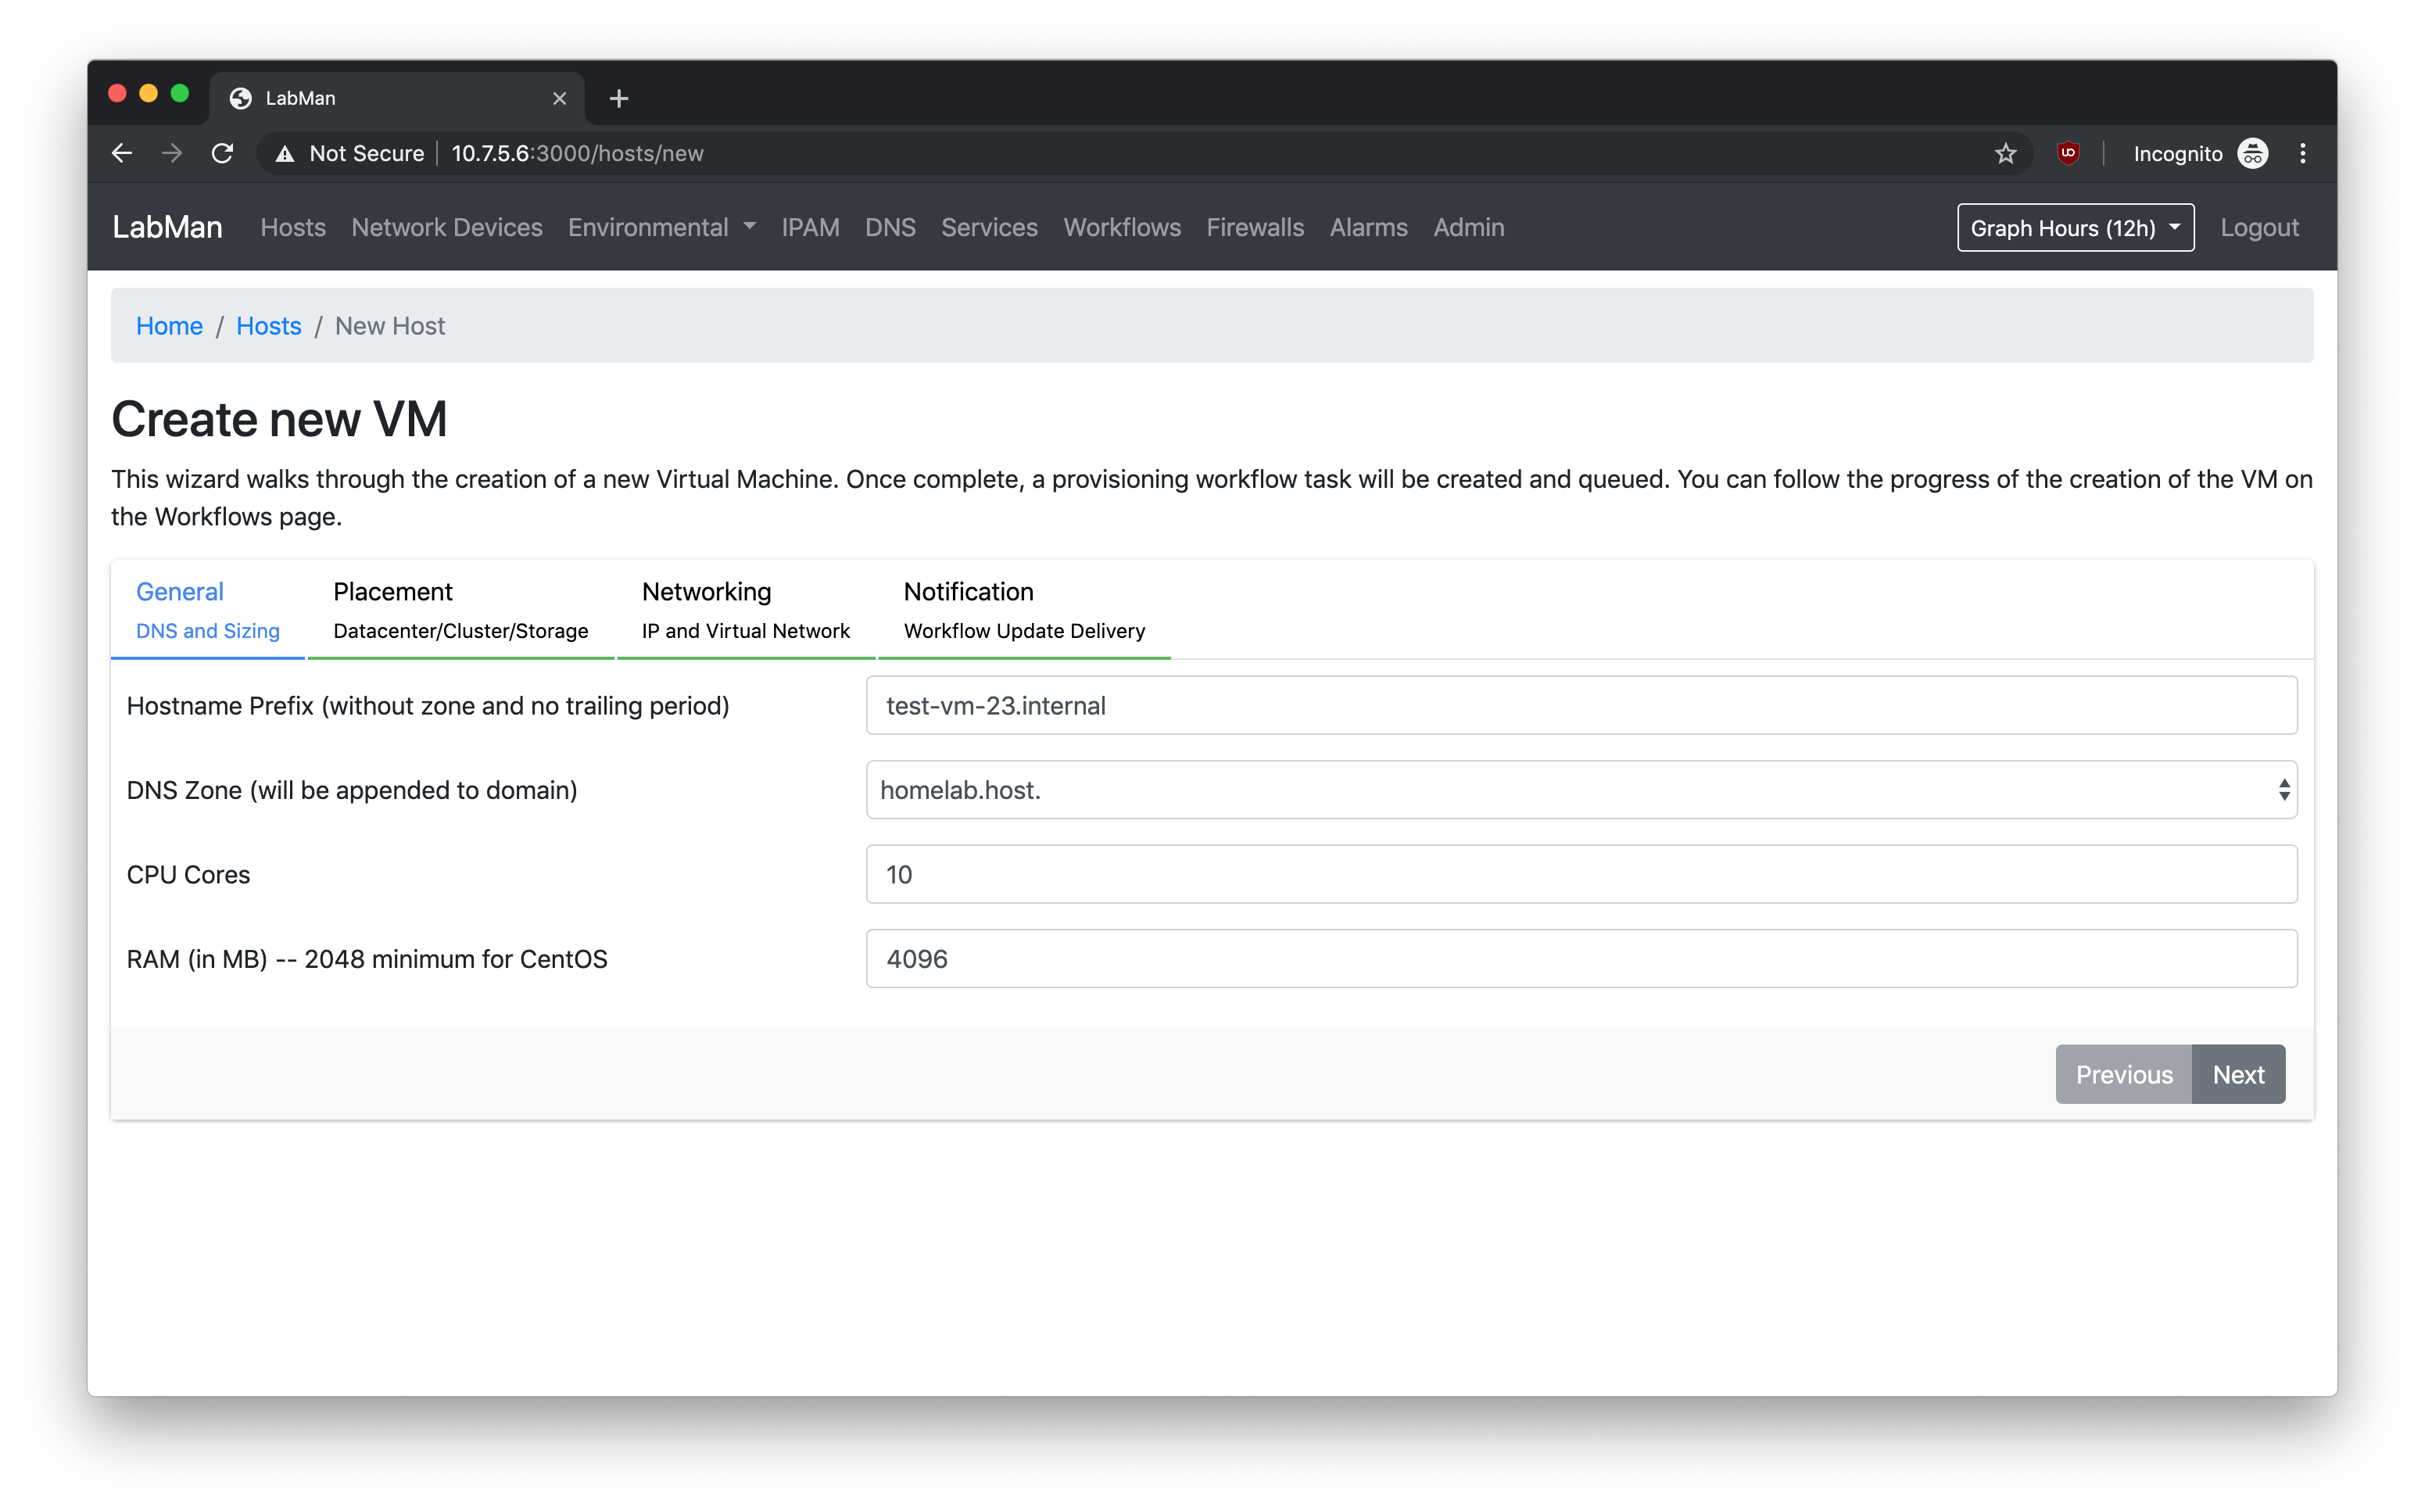 LabMan
Not Secure 10.7.5.6:3000/hosts/new Incognito
LabMan Hosts Network Devices Environmental IPAM DNS Services Workflows Firewalls Alarms Admin Graph Hours (12h) Logout
Home / Hosts / New Host
Create new VM
This wizard walks through the creation of a new Virtual Machine. Once complete, a provisioning workflow task will be created and queued. You can follow the progress of the creation of the VM on
the Workflows page.
General Placement Networking Notification
DNS and Sizing Datacenter/Cluster/Storage IP and Virtual Network Workflow Update Delivery
Hostname Prefix (without zone and no trailing period) test-vm-23.internal
DNS Zone (will be appended to domain) homelab.host.
CPU Cores 10
RAM (in MB) -- 2048 minimum for CentOS 4096
Previous Next